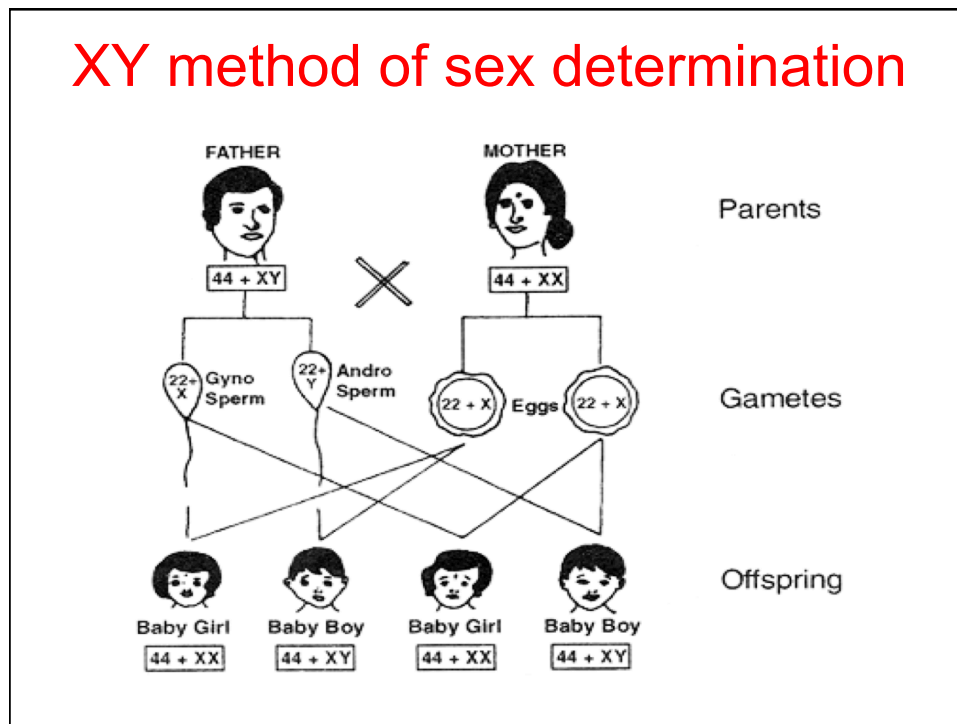 XY method of sex determination
FATHER
MOTHER
Parents
44 + XY
44 + XX
22+
X
Gyno
Sperm
22+
Y
Andro
Sperm
22 + X
Eggs
22 + X
Gametes
Offspring
Baby Girl
Baby Boy
Baby Girl
Baby Boy
44 + XX
44 + XY
44 + XX
44 + XY